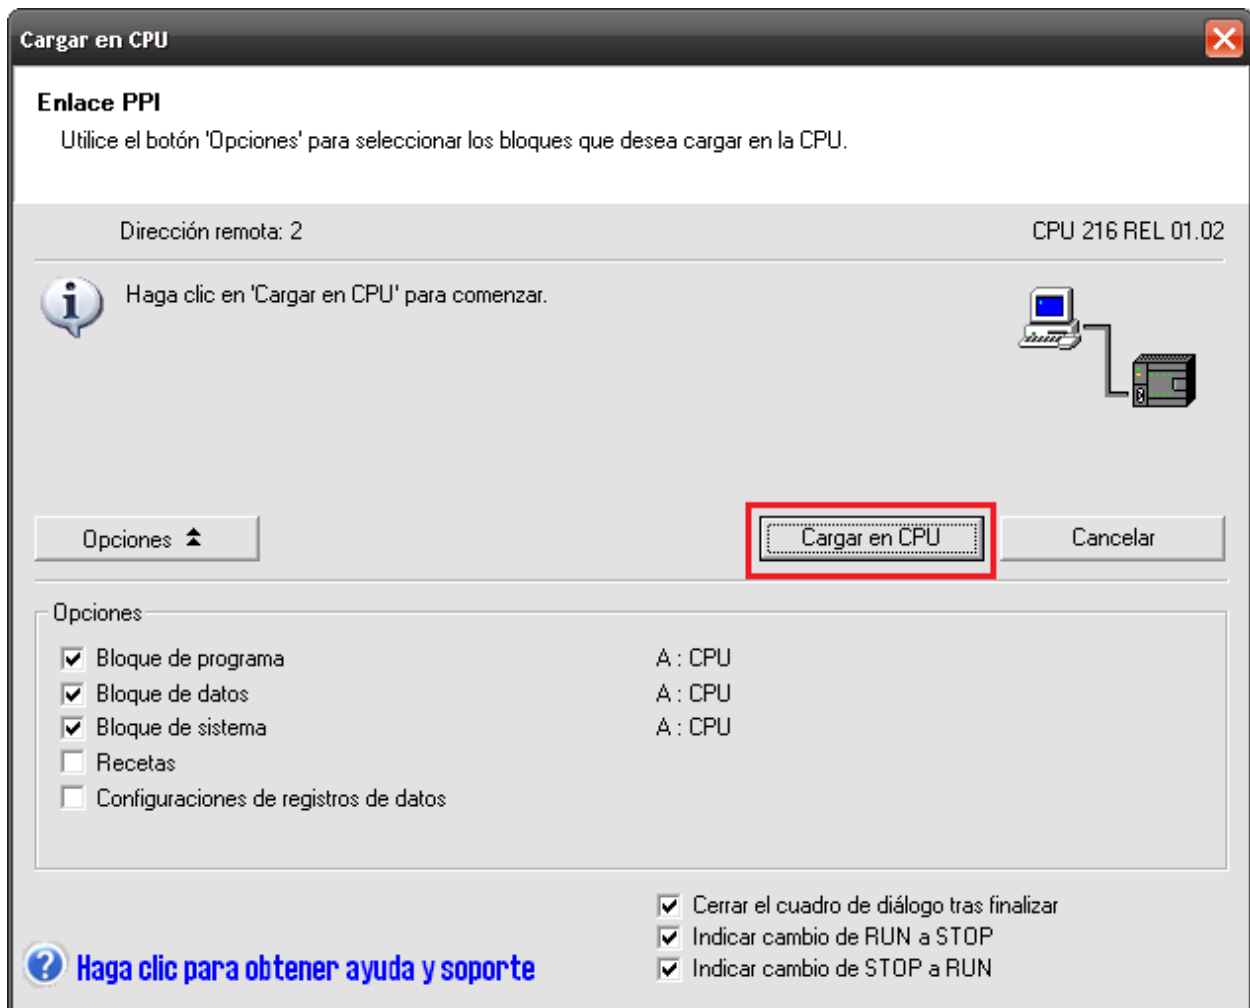 Cargar en CPU
Enlace PPI
Utilice el botón 'Opciones' para seleccionar los bloques que desea cargar en la CPU.
Dirección remota: 2 CPU 216 REL 01.02
Haga clic en 'Cargar en CPU' para comenzar.
Opciones Cargar en CPU Cancelar
Opciones
Bloque de programa A : CPU
Bloque de datos A : CPU
Bloque de sistema A : CPU
Recetas
Configuraciones de registros de datos
Cerrar el cuadro de diálogo tras finalizar
Indicar cambio de RUN a STOP
Haga clic para obtener ayuda y soporte
Indicar cambio de STOP a RUN